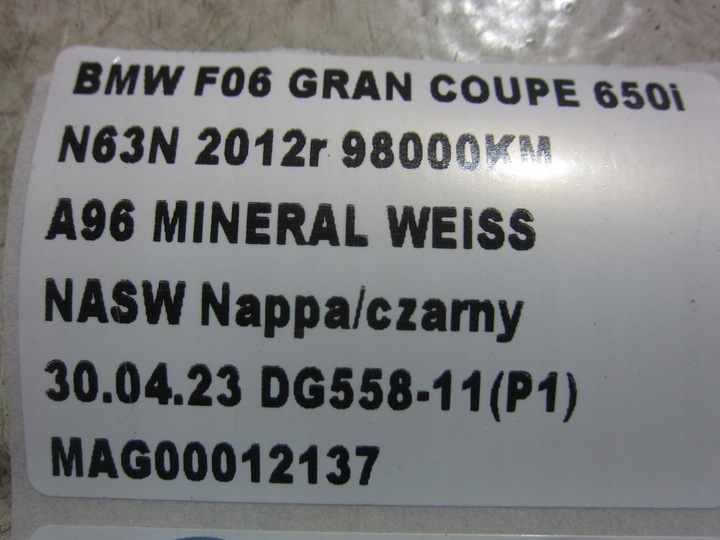 BMW F06 GRAN COUPE 650i
N63N 2012r 98000KM
A96 MINERAL WEISS
NASW Nappa/czarny
30.04.23 DG558-11(P1)
MAG00012137